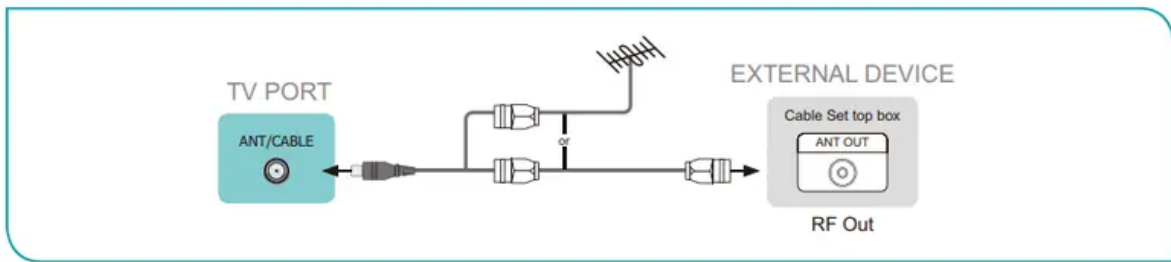 TV PORT
ANT/CABLE
or
EXTERNAL DEVICE
Cable Set top box
ANT OUT
RF Out